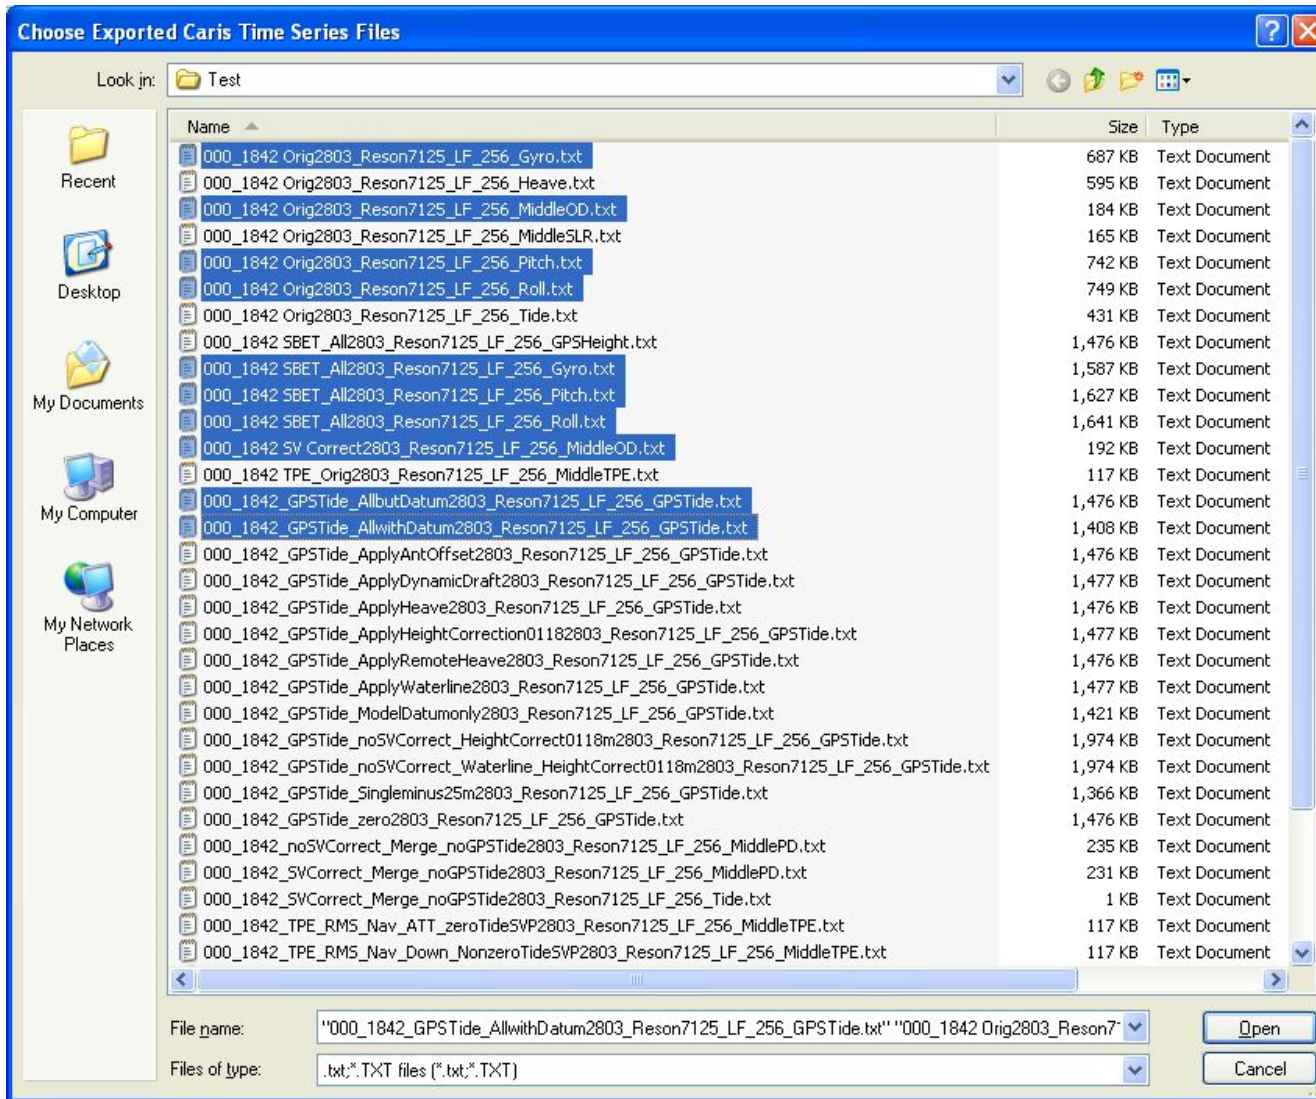 Choose Exported Caris Time Series Files
Look in: Test
Name Size Type
000_1842 Orig2803_Reson7125_LF_256_Gyro.txt 687 KB Text Document
000_1842 Orig2803_Reson7125_LF_256_Heave.txt 595 KB Text Document
000_1842 Orig2803_Reson7125_LF_256_MiddleOD.txt 184 KB Text Document
000_1842 Orig2803_Reson7125_LF_256_MiddleSLR.txt 165 KB Text Document
000_1842 Orig2803_Reson7125_LF_256_Pitch.txt 742 KB Text Document
000_1842 Orig2803_Reson7125_LF_256_Roll.txt 749 KB Text Document
000_1842 Orig2803_Reson7125_LF_256_Tide.txt 431 KB Text Document
000_1842 SBET_All2803_Reson7125_LF_256_GPSHeight.txt 1,476 KB Text Document
000_1842 SBET_All2803_Reson7125_LF_256_Gyro.txt 1,587 KB Text Document
000_1842 SBET_All2803_Reson7125_LF_256_Pitch.txt 1,627 KB Text Document
000_1842 SBET_All2803_Reson7125_LF_256_Roll.txt 1,641 KB Text Document
000_1842 SV Correct2803_Reson7125_LF_256_MiddleOD.txt 192 KB Text Document
000_1842 TPE_Orig2803_Reson7125_LF_256_MiddleTPE.txt 117 KB Text Document
000_1842_GPSTide_AllbutDatum2803_Reson7125_LF_256_GPSTide.txt 1,476 KB Text Document
000_1842_GPSTide_AllwithDatum2803_Reson7125_LF_256_GPSTide.txt 1,408 KB Text Document
000_1842_GPSTide_ApplyAntOffset2803_Reson7125_LF_256_GPSTide.txt 1,476 KB Text Document
000_1842_GPSTide_ApplyDynamicDraft2803_Reson7125_LF_256_GPSTide.txt 1,477 KB Text Document
000_1842_GPSTide_ApplyHeave2803_Reson7125_LF_256_GPSTide.txt 1,476 KB Text Document
000_1842_GPSTide_ApplyHeightCorrection01182803_Reson7125_LF_256_GPSTide.txt 1,477 KB Text Document
000_1842_GPSTide_ApplyRemoteHeave2803_Reson7125_LF_256_GPSTide.txt 1,476 KB Text Document
000_1842_GPSTide_ApplyWaterline2803_Reson7125_LF_256_GPSTide.txt 1,477 KB Text Document
000_1842_GPSTide_ModelDatumonly2803_Reson7125_LF_256_GPSTide.txt 1,421 KB Text Document
000_1842_GPSTide_noSVCorrect_HeightCorrect0118m2803_Reson7125_LF_256_GPSTide.txt 1,974 KB Text Document
000_1842_GPSTide_noSVCorrect_Waterline_HeightCorrect0118m2803_Reson7125_LF_256_GPSTide.txt 1,974 KB Text Document
000_1842_GPSTide_Singleminus25m2803_Reson7125_LF_256_GPSTide.txt 1,366 KB Text Document
000_1842_GPSTide_zero2803_Reson7125_LF_256_GPSTide.txt 1,476 KB Text Document
000_1842_noSVCorrect_Merge_noGPSTide2803_Reson7125_LF_256_MiddlePD.txt 235 KB Text Document
000_1842_SVCorrect_Merge_noGPSTide2803_Reson7125_LF_256_MiddlePD.txt 231 KB Text Document
000_1842_SVCorrect_Merge_noGPSTide2803_Reson7125_LF_256_Tide.txt 1 KB Text Document
000_1842_TPE_RMS_Nav_ATT_zeroTideSVP2803_Reson7125_LF_256_MiddleTPE.txt 117 KB Text Document
000_1842_TPE_RMS_Nav_Down_NonzeroTideSVP2803_Reson7125_LF_256_MiddleTPE.txt 117 KB Text Document
Recent
Desktop
My Documents
My Computer
My Network
Places
File name: "000_1842_GPSTide_AllwithDatum2803_Reson7125_LF_256_GPSTide.txt" "000_1842 Orig2803_Reson7 Open
Files of type: .txt;*.TXT files (*.txt;*.TXT) Cancel